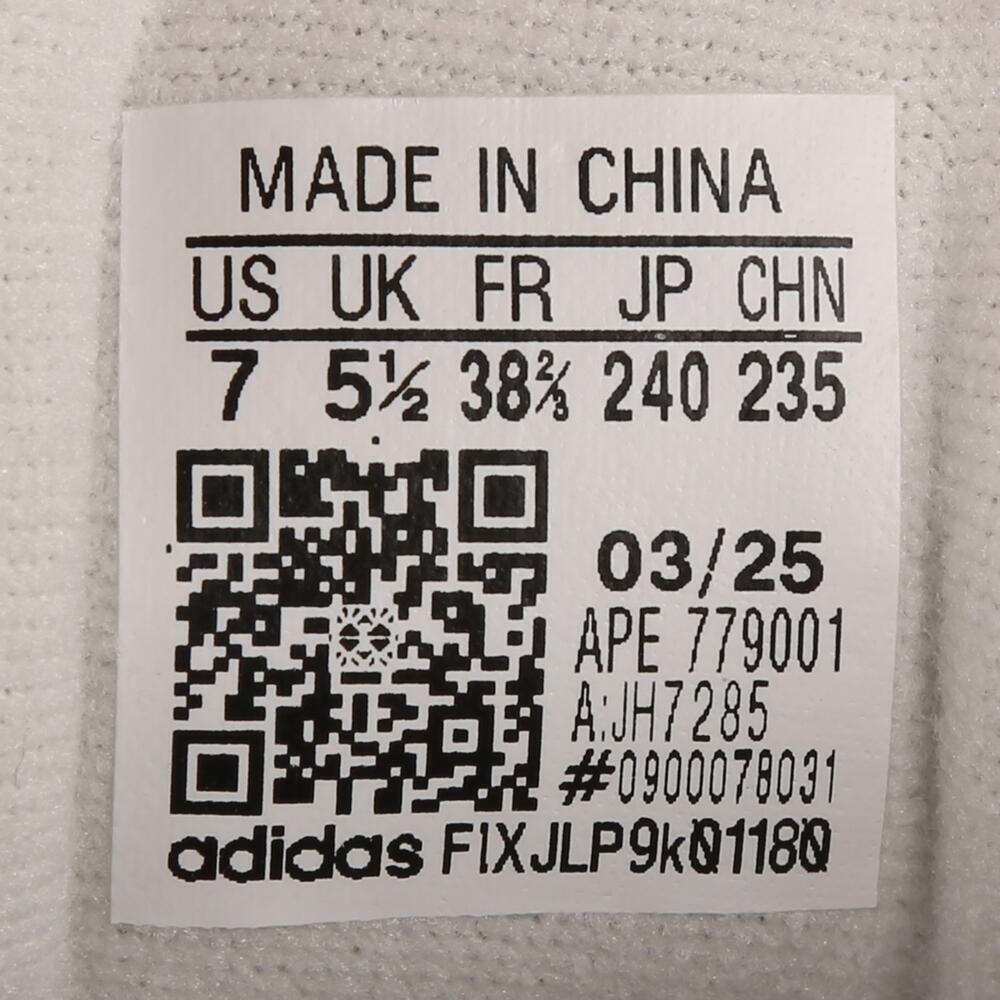 MADE IN CHINA
US UK FR JP CHN
7 5½ 38⅔ 240 235
03/25
APE 779001
A:JH7285
#0900078031
adidas F1XJLP9k01180